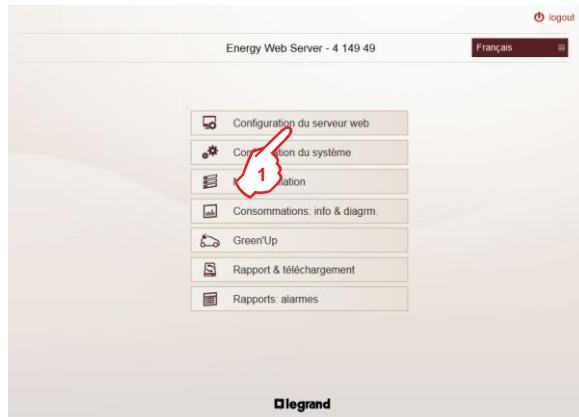 logout
Energy Web Server - 4 149 49
Français
Configuration du serveur web
du système
1
Consommations: info & diagrm.
Green'Up
Rapport & téléchargement
Rapports: alarmes
legrand